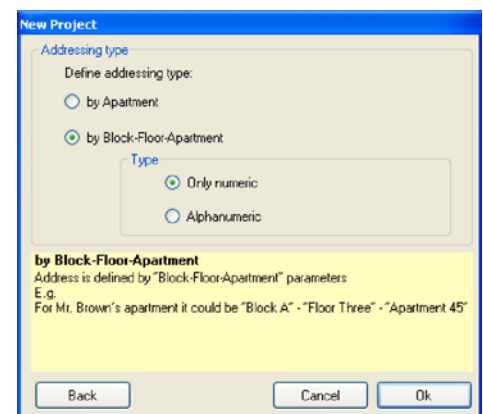 New Project
Addressing type
Define addressing type:
by Apartment
by Block-Floor-Apartment
Type
Only numeric
Alphanumeric
by Block-Floor-Apartment
Address is defined by "Block-Floor-Apartment" parameters
E.g.
For Mr. Brown's apartment it could be "Block A" - "Floor Three" - "Apartment 45"
Back Cancel Ok